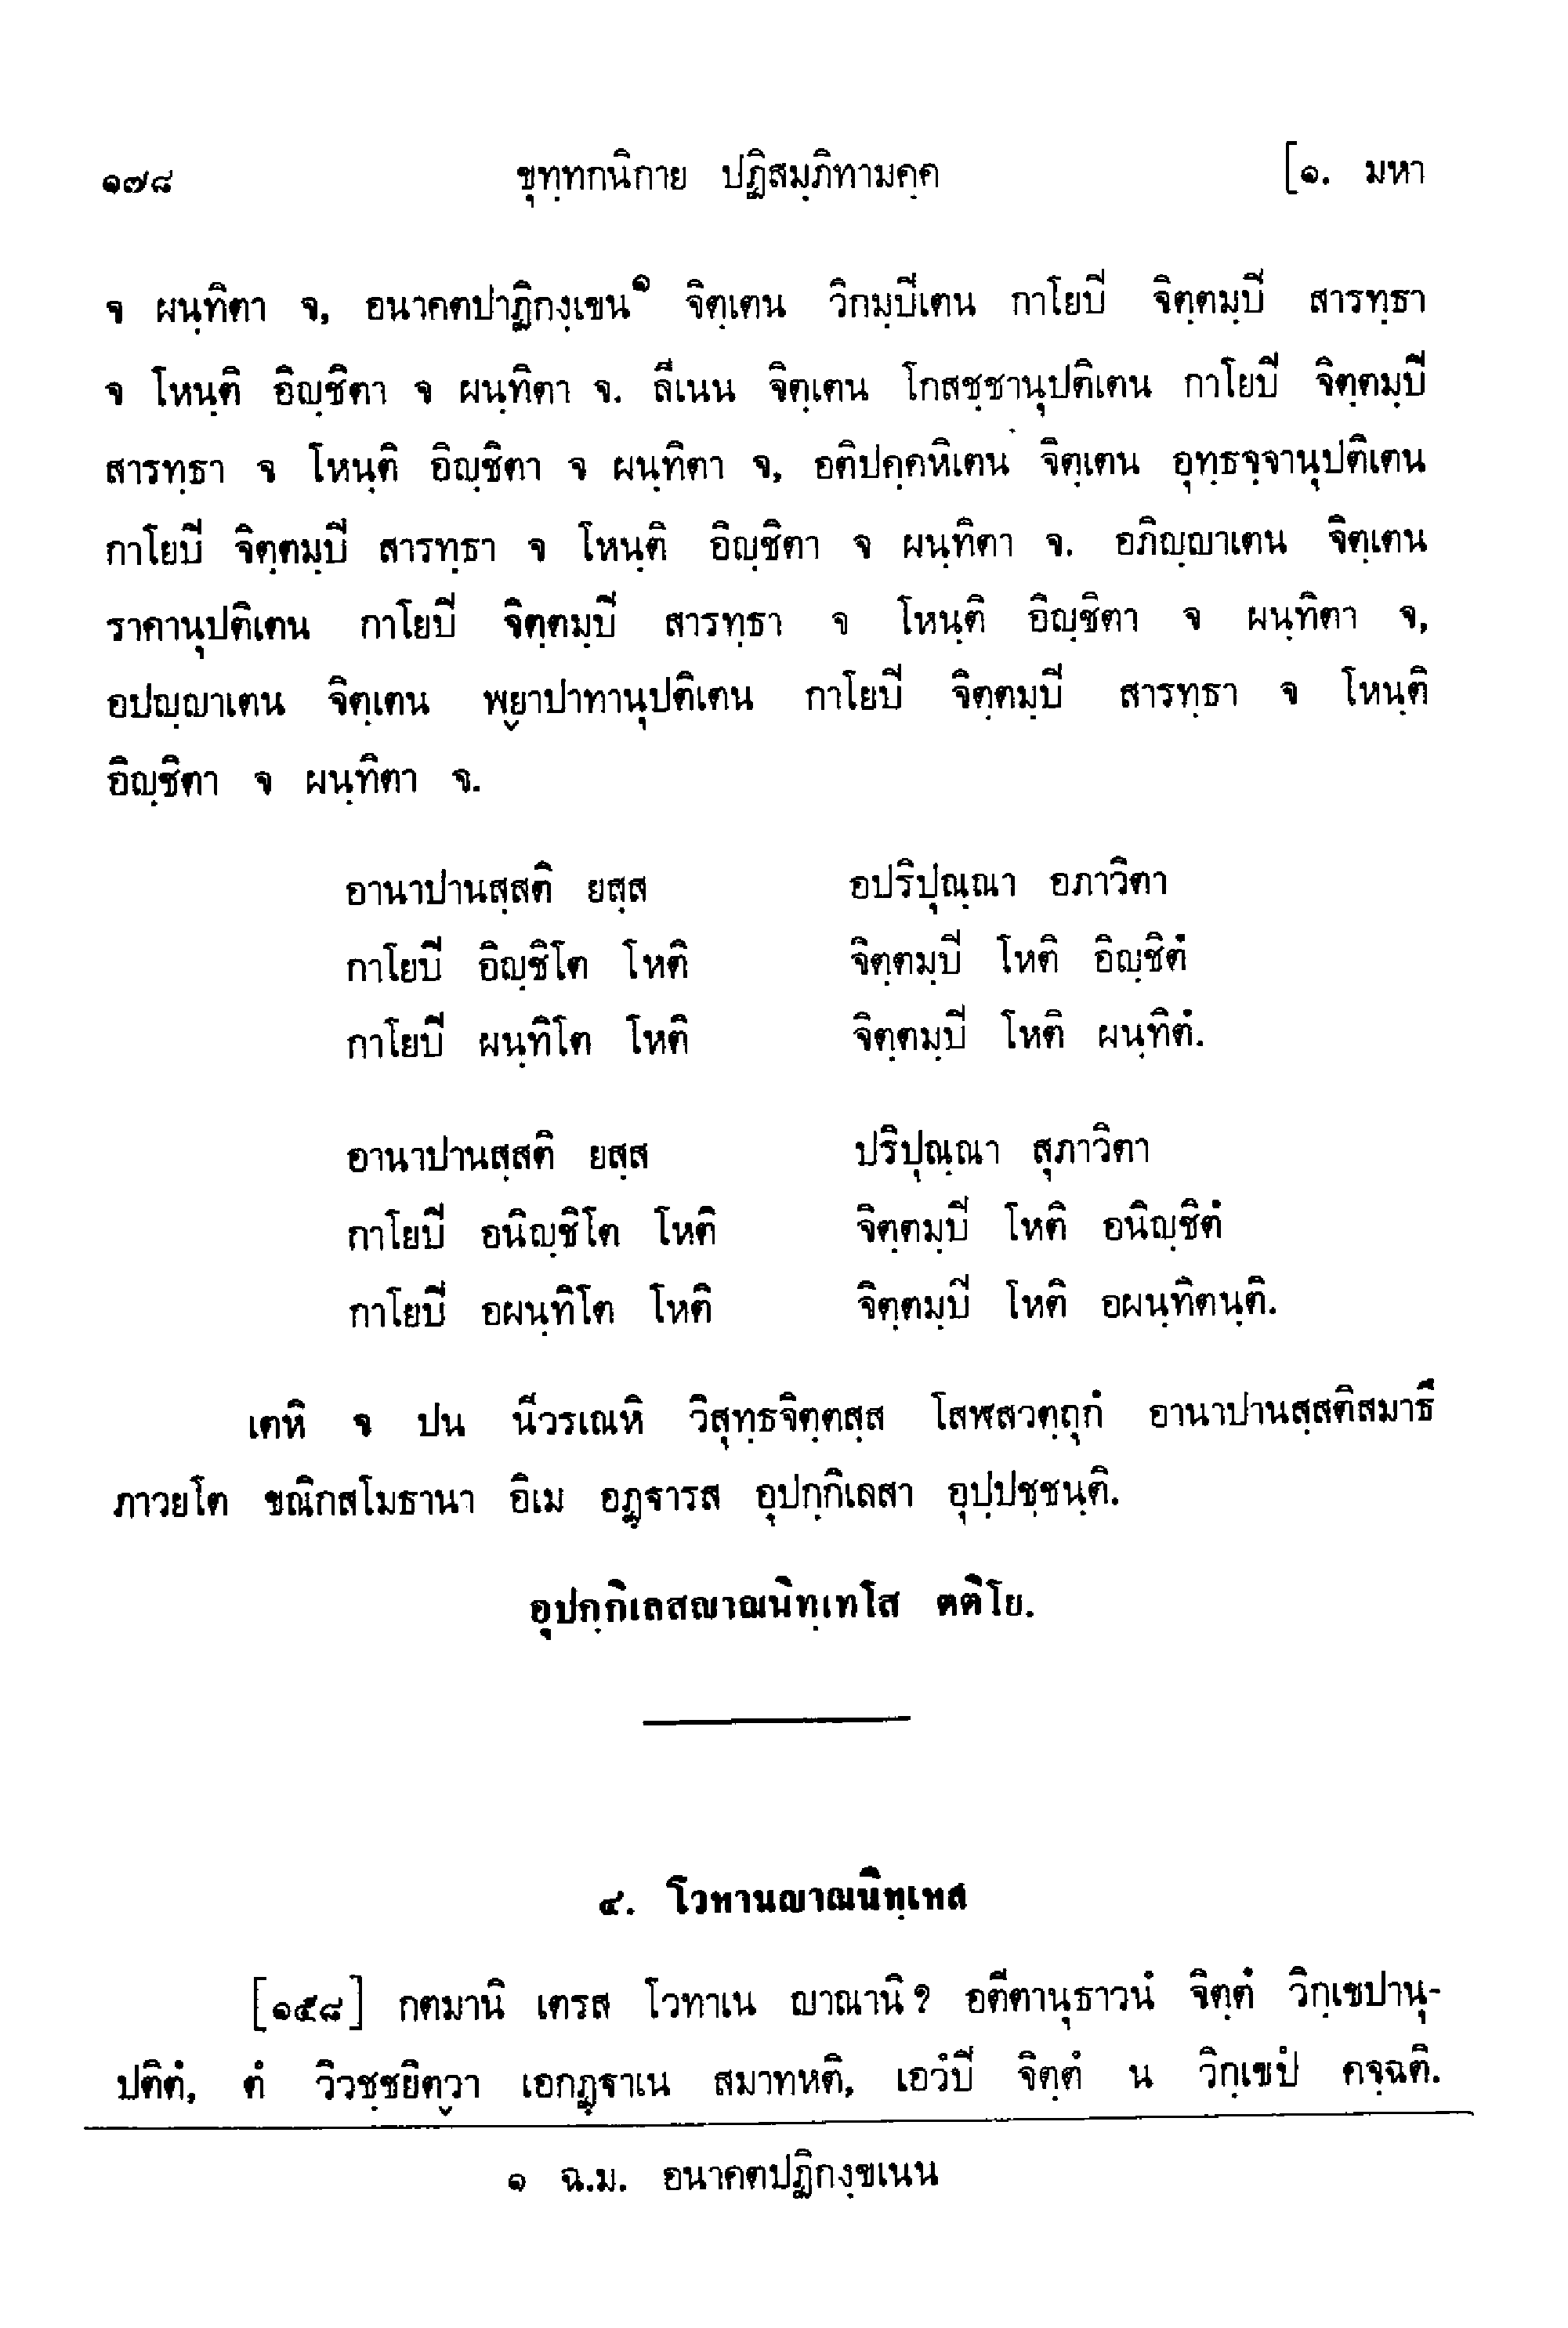 ๑๗๘ ขุทฺทกนิกาย ปฏิสมฺภิทามคฺค [๑. มหา
จ ผนฺทิตา จ, อนาคตปาฏิกงฺเขน๑ จิตฺเตน วิกมฺปีเตน กาโยปี จิตฺตมฺปี สารทฺธา
จ โหนฺติ อิญฺชิตา จ ผนฺทิตา จ. ลีเนน จิตฺเตน โกสชฺชานุปติเตน กาโยปี จิตฺตมฺปี
สารทฺธา จ โหนฺติ อิญฺชิตา จ ผนฺทิตา จ, อติปคฺคหิเตน จิตฺเตน อุทฺธจฺจานุปติเตน
กาโยปี จิตฺตมฺปี สารทฺธา จ โหนฺติ อิญฺชิตา จ ผนฺทิตา จ. อภิญฺญาเตน จิตฺเตน
ราคานุปติเตน กาโยปี จิตฺตมฺปี สารทฺธา จ โหนฺติ อิญฺชิตา จ ผนฺทิตา จ,
อปญฺญาเตน จิตฺเตน พฺยาปาทานุปติเตน กาโยปี จิตฺตมฺปี สารทฺธา จ โหนฺติ
อิญฺชิตา จ ผนฺทิตา จ.
อานาปานสฺสติ ยสฺส อปริปุณฺณา อภาวิตา
กาโยปี อิญฺชิโต โหติ จิตฺตมฺปี โหติ อิญฺชิตํ
กาโยปี ผนฺทิโต โหติ จิตฺตมฺปี โหติ ผนฺทิตํ.
อานาปานสฺสติ ยสฺส ปริปุณฺณา สุภาวิตา
กาโยปี อนิญฺชิโต โหติ จิตฺตมฺปี โหติ อนิญฺชิตํ
กาโยปี อผนฺทิโต โหติ จิตฺตมฺปี โหติ อผนฺทิตนฺติ.
เตหิ จ ปน นีวรเณหิ วิสุทฺธจิตฺตสฺส โสฬสวตฺถุกํ อานาปานสฺสติสมาธึ
ภาวยโต ขณิกสโมธานา อิเม อฏฺฐารส อุปกฺกิเลสา อุปฺปชฺชนฺติ.
อุปกฺกิเลสญาณนิทฺเทโส ตติโย.
๔. โวทานญาณนิทฺเทส
[๑๕๘] กตมานิ เตรส โวทาเน ญาณานิ ? อตีตานุธาวนํ จิตฺตํ วิกฺเขปานุ-
ปติตํ, ตํ วิวชฺชยิตฺวา เอกฏฺฐาเน สมาทหติ, เอวํปี จิตฺตํ น วิกฺเขปํ คจฺฉติ.
๑ ฉ.ม. อนาคตปฏิกงฺขเนน